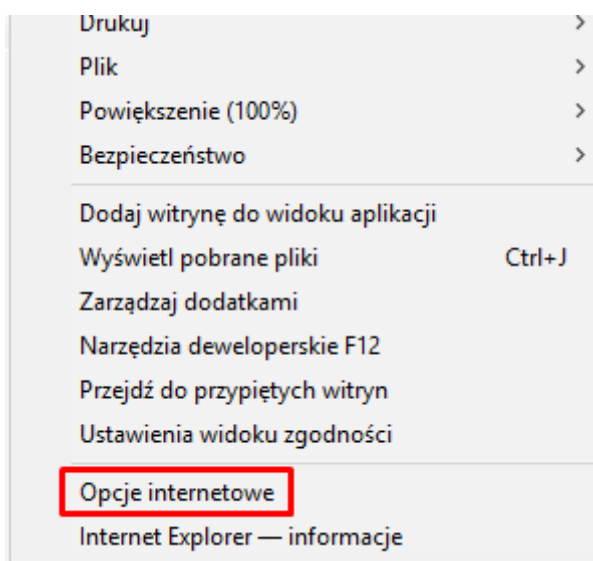 Drukuj
Plik
Powiększenie (100%)
Bezpieczeństwo
Dodaj witrynę do widoku aplikacji
Wyświetl pobrane pliki Ctrl+J
Zarządzaj dodatkami
Narzędzia deweloperskie F12
Przejdź do przypiętych witryn
Ustawienia widoku zgodności
Opcje internetowe
Internet Explorer — informacje